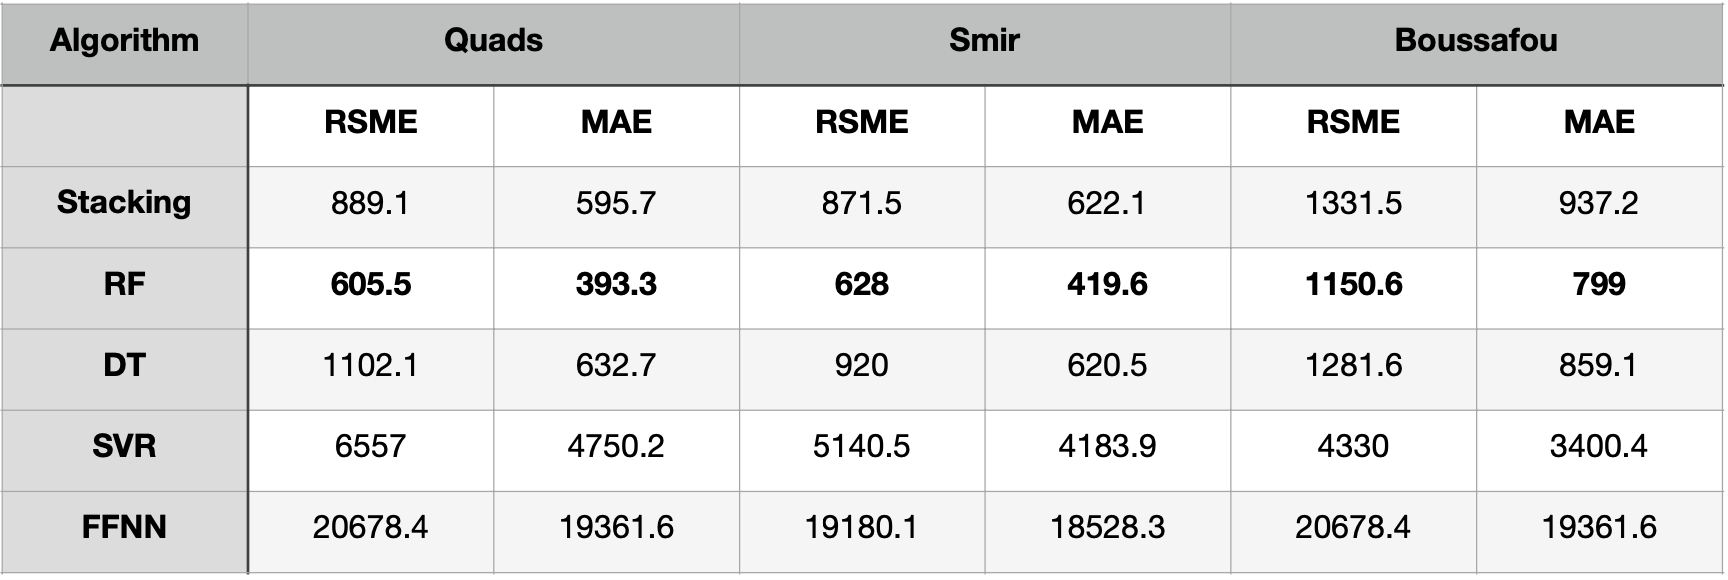 Algorithm Quads Smir Boussafou
RSME MAE RSME MAE RSME MAE
Stacking 889.1 595.7 871.5 622.1 1331.5 937.2
RF 605.5 393.3 628 419.6 1150.6 799
DT 1102.1 632.7 920 620.5 1281.6 859.1
SVR 6557 4750.2 5140.5 4183.9 4330 3400.4
FFNN 20678.4 19361.6 19180.1 18528.3 20678.4 19361.6